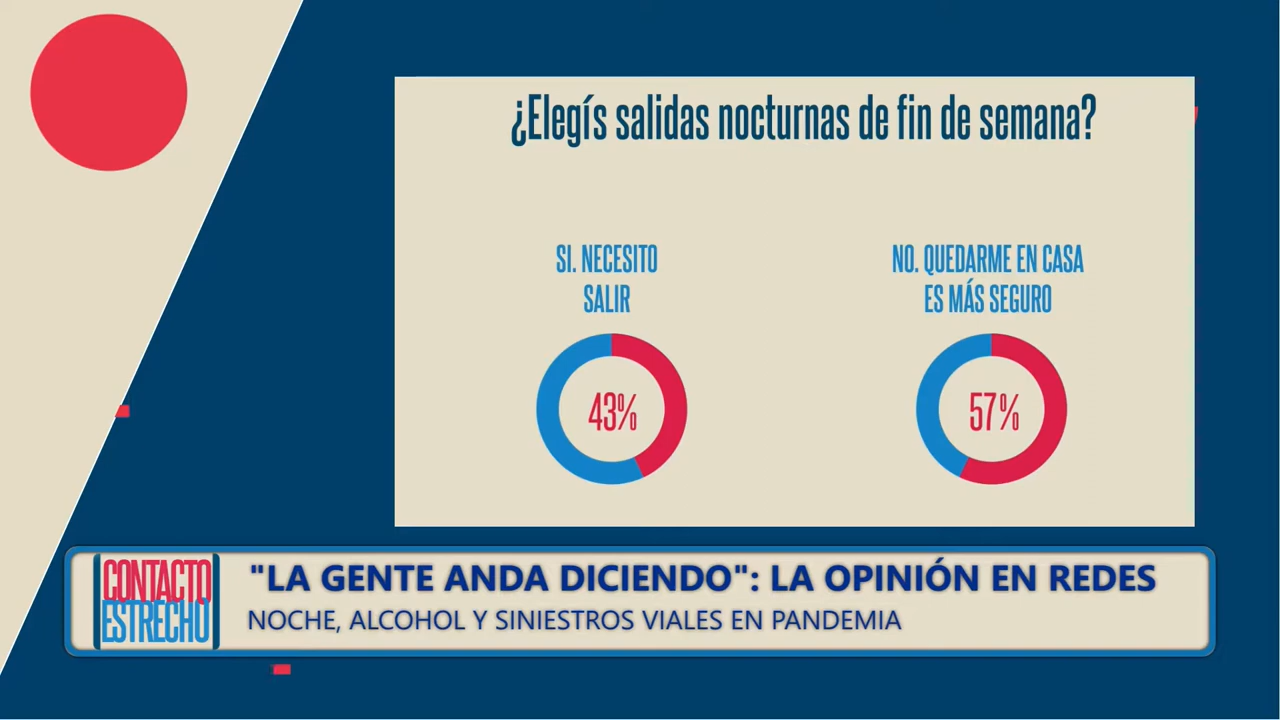 ¿Elegís salidas nocturnas de fin de semana?
SI. NECESITO
SALIR
NO. QUEDARME EN CASA
ES MÁS SEGURO
43%
57%
CONTACTO
ESTRECHO
"LA GENTE ANDA DICIENDO": LA OPINIÓN EN REDES
NOCHE, ALCOHOL Y SINIESTROS VIALES EN PANDEMIA